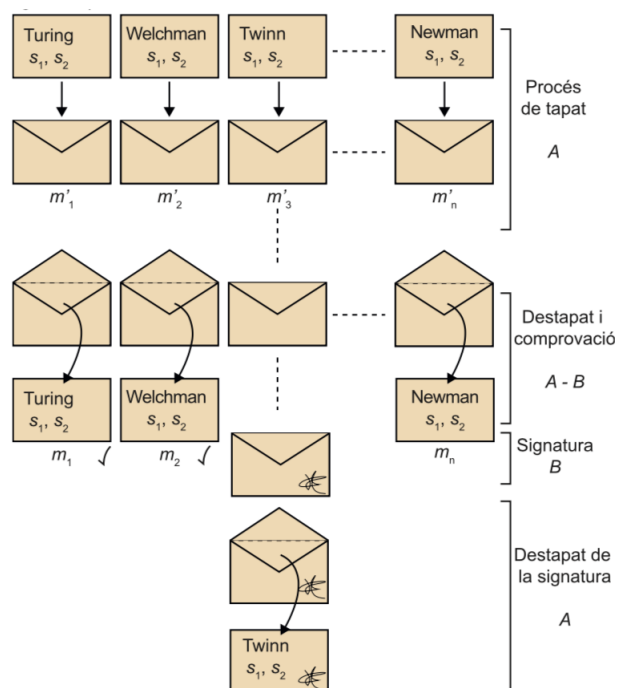 Turing
s1, s2
Welchman
s1, s2
Twinn
s1, s2
Newman
s1, s2
Procés
de tapat
A
m'1
m'2
m'3
m'n
Destapat i
comprovació
A - B
Turing
s1, s2
Welchman
s1, s2
Newman
s1, s2
m1 √
m2 √
mn
Signatura
B
Destapat de
la signatura
A
Twinn
s1, s2